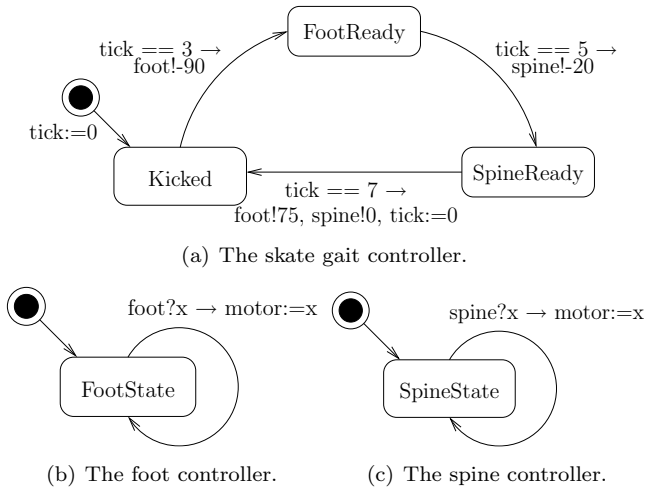 FootReady
tick == 3 →
foot!-90
tick == 5 →
spine!-20
tick:=0
Kicked
SpineReady
tick == 7 →
foot!75, spine!0, tick:=0
(a) The skate gait controller.
foot?x → motor:=x
FootState
(b) The foot controller.
spine?x → motor:=x
SpineState
(c) The spine controller.